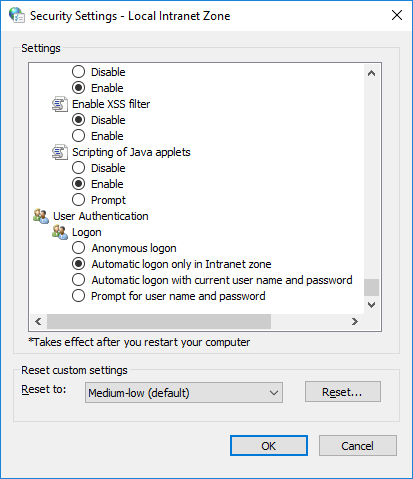 Security Settings - Local Intranet Zone
Settings
Disable
Enable
Enable XSS filter
Disable
Enable
Scripting of Java applets
Disable
Enable
Prompt
User Authentication
Logon
Anonymous logon
Automatic logon only in Intranet zone
Automatic logon with current user name and password
Prompt for user name and password
*Takes effect after you restart your computer
Reset custom settings
Reset to:
Medium-low (default)
Reset...
OK
Cancel